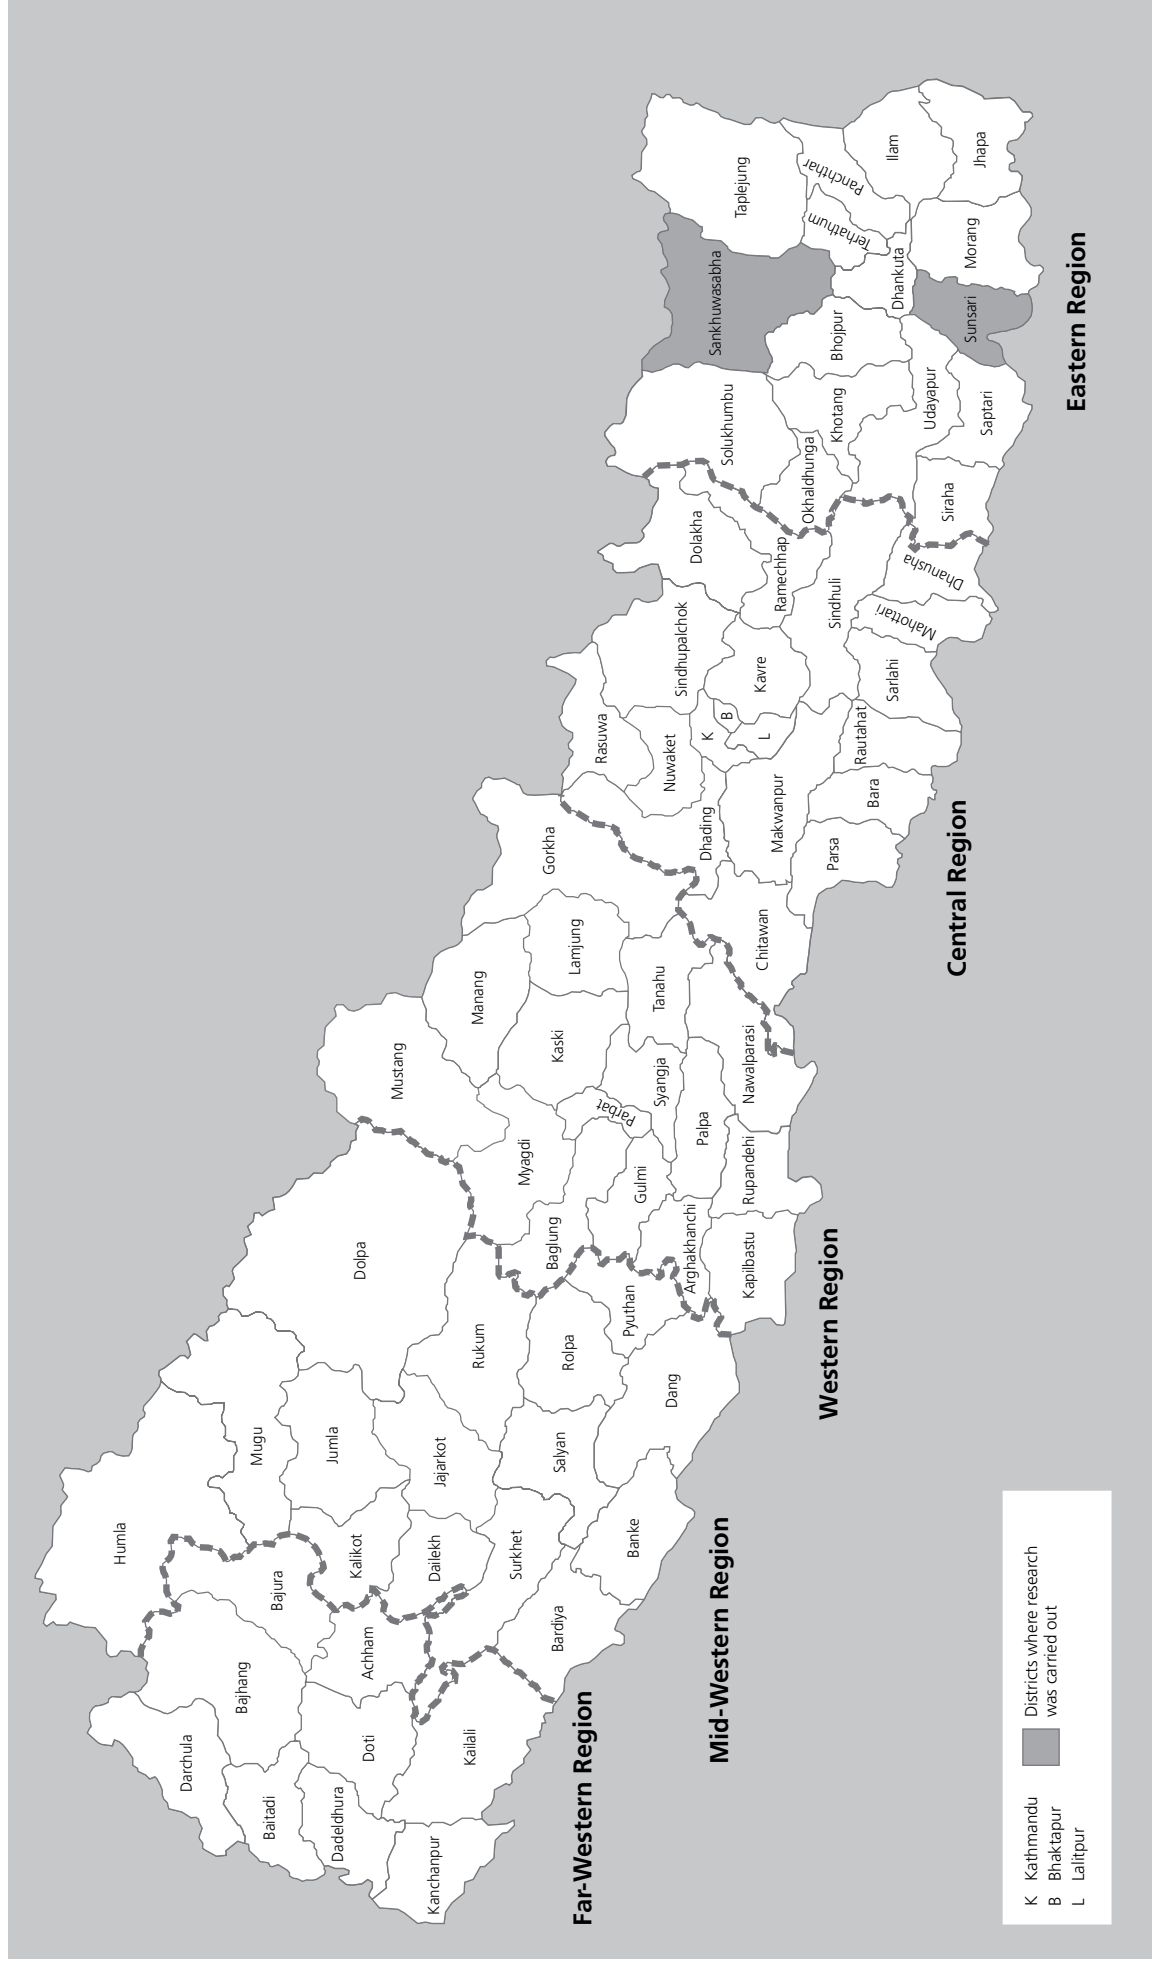 Humla
Darchula
Bajhang
Bajura
Mugu
Dolpa
Baitadi
Dadeldhura
Doti
Achham
Kalikot
Jumla
Kanchanpur
Kailali
Dailekh
Jajarkot
Rukum
Surkhet
Salyan
Rolpa
Bardiya
Banke
Dang
Pyuthan
Far-Western Region
Mid-Western Region
Mustang
Manang
Myagdi
Kaski
Lamjung
Gorkha
Baglung
Parbat
Gulmi
Syangja
Tanahu
Arghakhanchi
Palpa
Nawalparasi
Kapilbastu
Rupandehi
Western Region
Rasuwa
Nuwaket
Sindhupalchok
Dolakha
Dhading
K
B
L
Kavre
Ramechhap
Chitawan
Makwanpur
Sindhuli
Parsa
Bara
Rautahat
Sarlahi
Mahottari
Dhanusha
Central Region
Solukhumbu
Sankhuwasabha
Taplejung
Okhaldhunga
Khotang
Bhojpur
Terhathum
Panchthar
Dhankuta
Ilam
Udayapur
Siraha
Saptari
Sunsari
Morang
Jhapa
Eastern Region
K Kathmandu
B Bhaktapur
L Lalitpur
Districts where research
was carried out